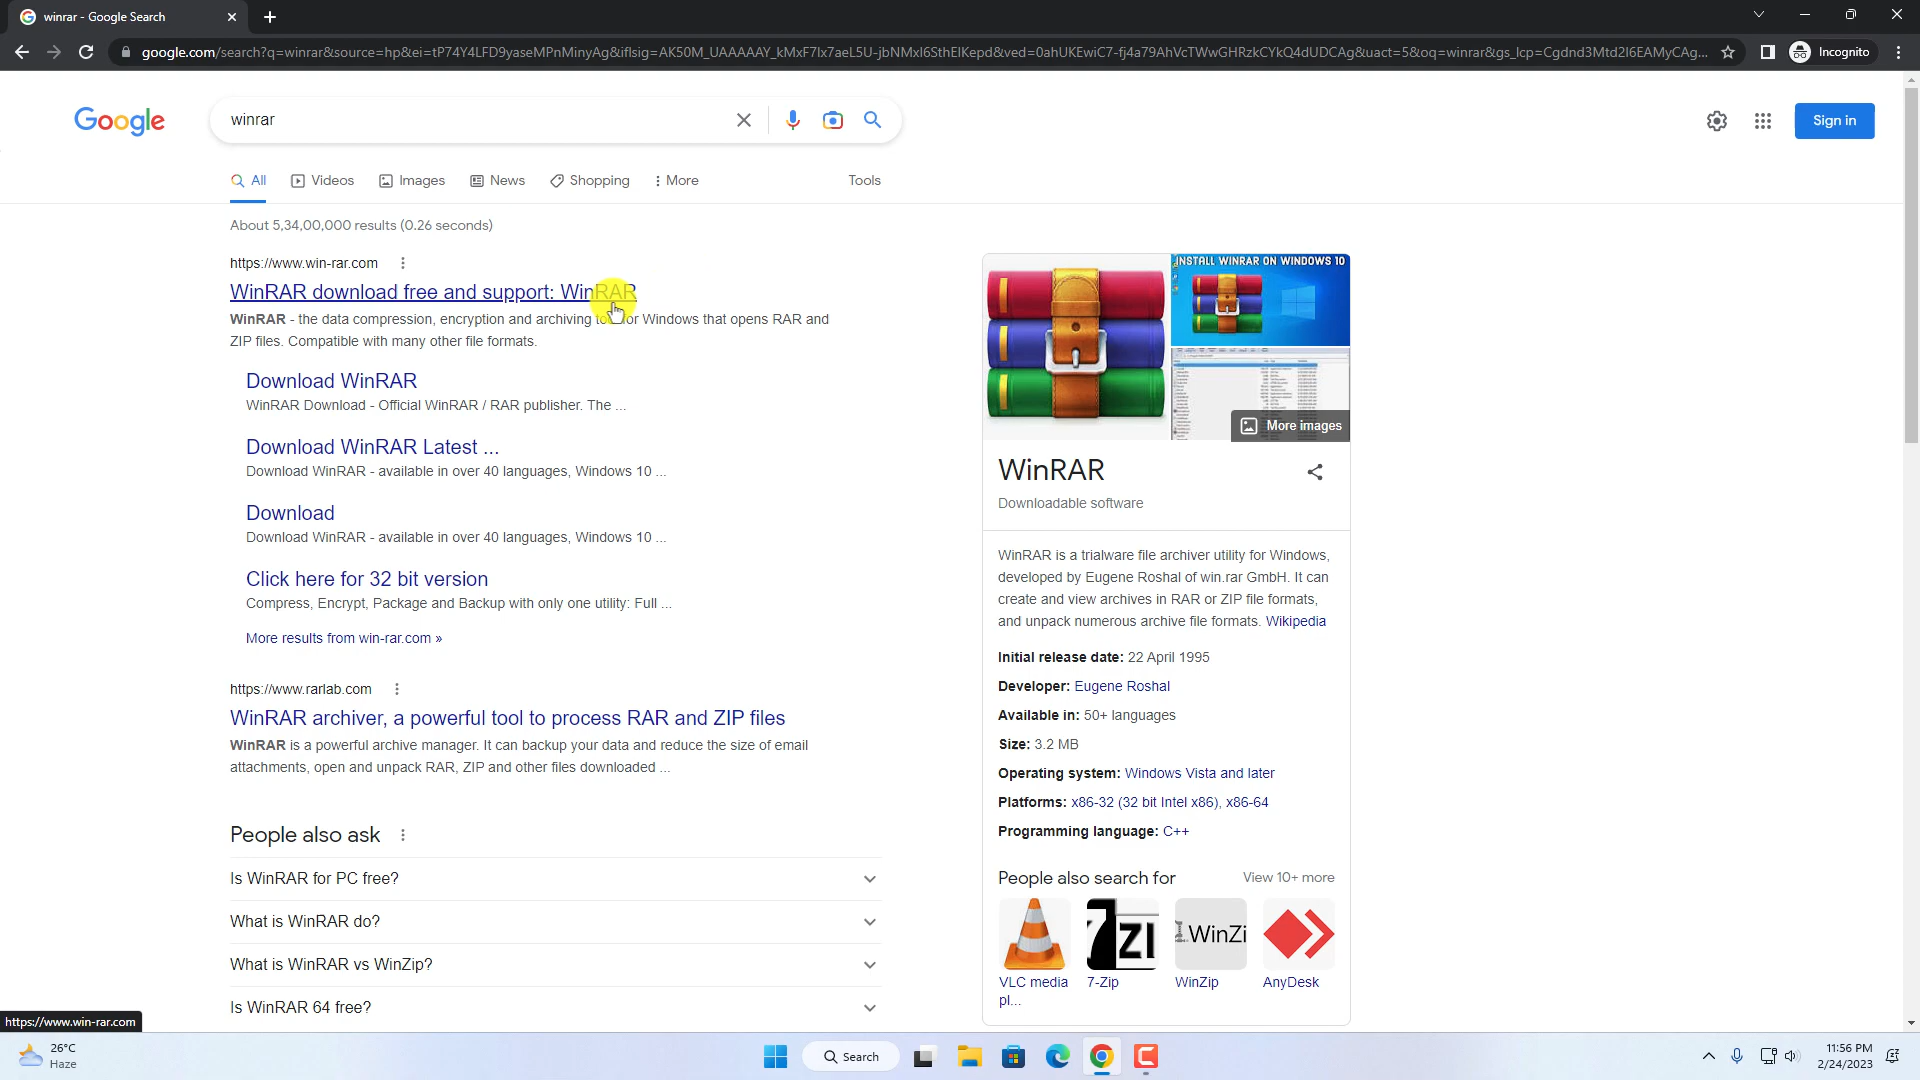 winrar - Google Search
google.com/search?q=winrar&source=hp&ei=tP74Y4LFD9yaseMPnMinyAg&iflsig=AK50M_UAAAAAY_kMxF7lx7aeL5U-jbNMxl6SthElKepd&ved=0ahUKEwiC7-fj4a79AhVcTWwGHRzkCYkQ4dUDCAg&uact=5&oq=winrar&gs_lcp=Cgdnd3Mtd2l6EAMyCAg...
Incognito
Google
winrar
Sign in
All
Videos
Images
News
Shopping
More
Tools
About 5,34,00,000 results (0.26 seconds)
https://www.win-rar.com
WinRAR download free and support: WinRAR
WinRAR - the data compression, encryption and archiving for Windows that opens RAR and
ZIP files. Compatible with many other file formats.
Download WinRAR
WinRAR Download - Official WinRAR / RAR publisher. The ...
Download WinRAR Latest ...
Download WinRAR - available in over 40 languages, Windows 10 ...
Download
Download WinRAR - available in over 40 languages, Windows 10 ...
Click here for 32 bit version
Compress, Encrypt, Package and Backup with only one utility: Full ...
More results from win-rar.com »
https://www.rarlab.com
WinRAR archiver, a powerful tool to process RAR and ZIP files
WinRAR is a powerful archive manager. It can backup your data and reduce the size of email
attachments, open and unpack RAR, ZIP and other files downloaded ...
People also ask
Is WinRAR for PC free?
What is WinRAR do?
What is WinRAR vs WinZip?
Is WinRAR 64 free?
INSTALL WINRAR ON WINDOWS 10
More images
WinRAR
Downloadable software
WinRAR is a trialware file archiver utility for Windows,
developed by Eugene Roshal of win.rar GmbH. It can
create and view archives in RAR or ZIP file formats,
and unpack numerous archive file formats. Wikipedia
Initial release date: 22 April 1995
Developer: Eugene Roshal
Available in: 50+ languages
Size: 3.2 MB
Operating system: Windows Vista and later
Platforms: x86-32 (32 bit Intel x86), x86-64
Programming language: C++
People also search for
View 10+ more
7ZI
WinZi
VLC media
pl...
7-Zip
WinZip
AnyDesk
https://www.win-rar.com
26°C
Haze
Search
11:56 PM
2/24/2023